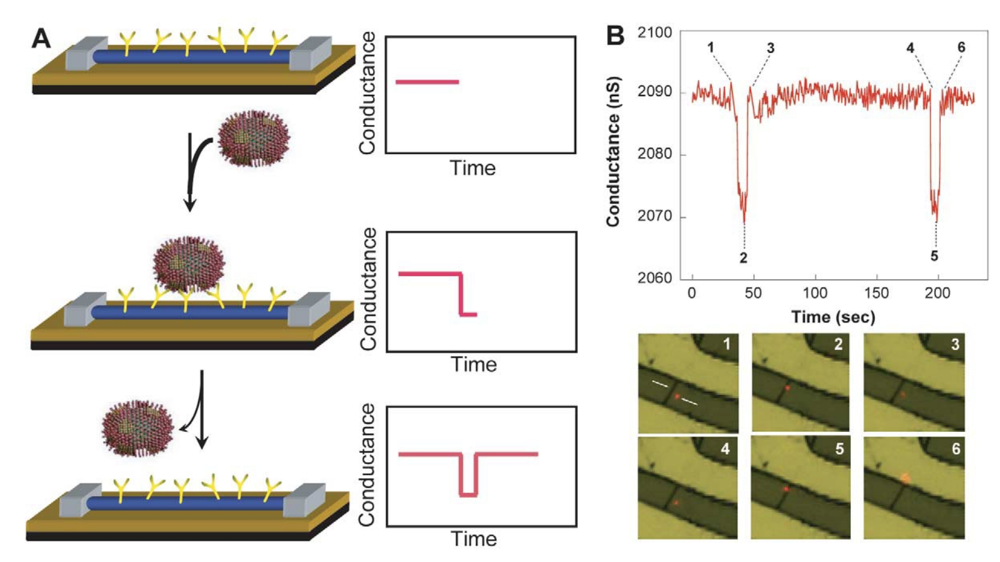 A
Conductance
Time
Conductance
Time
Conductance
Time
B
Conductance (nS)
2100
2090
2080
2070
2060
1
3
4
6
2
5
0 50 100 150 200
Time (sec)
1 2 3
4 5 6